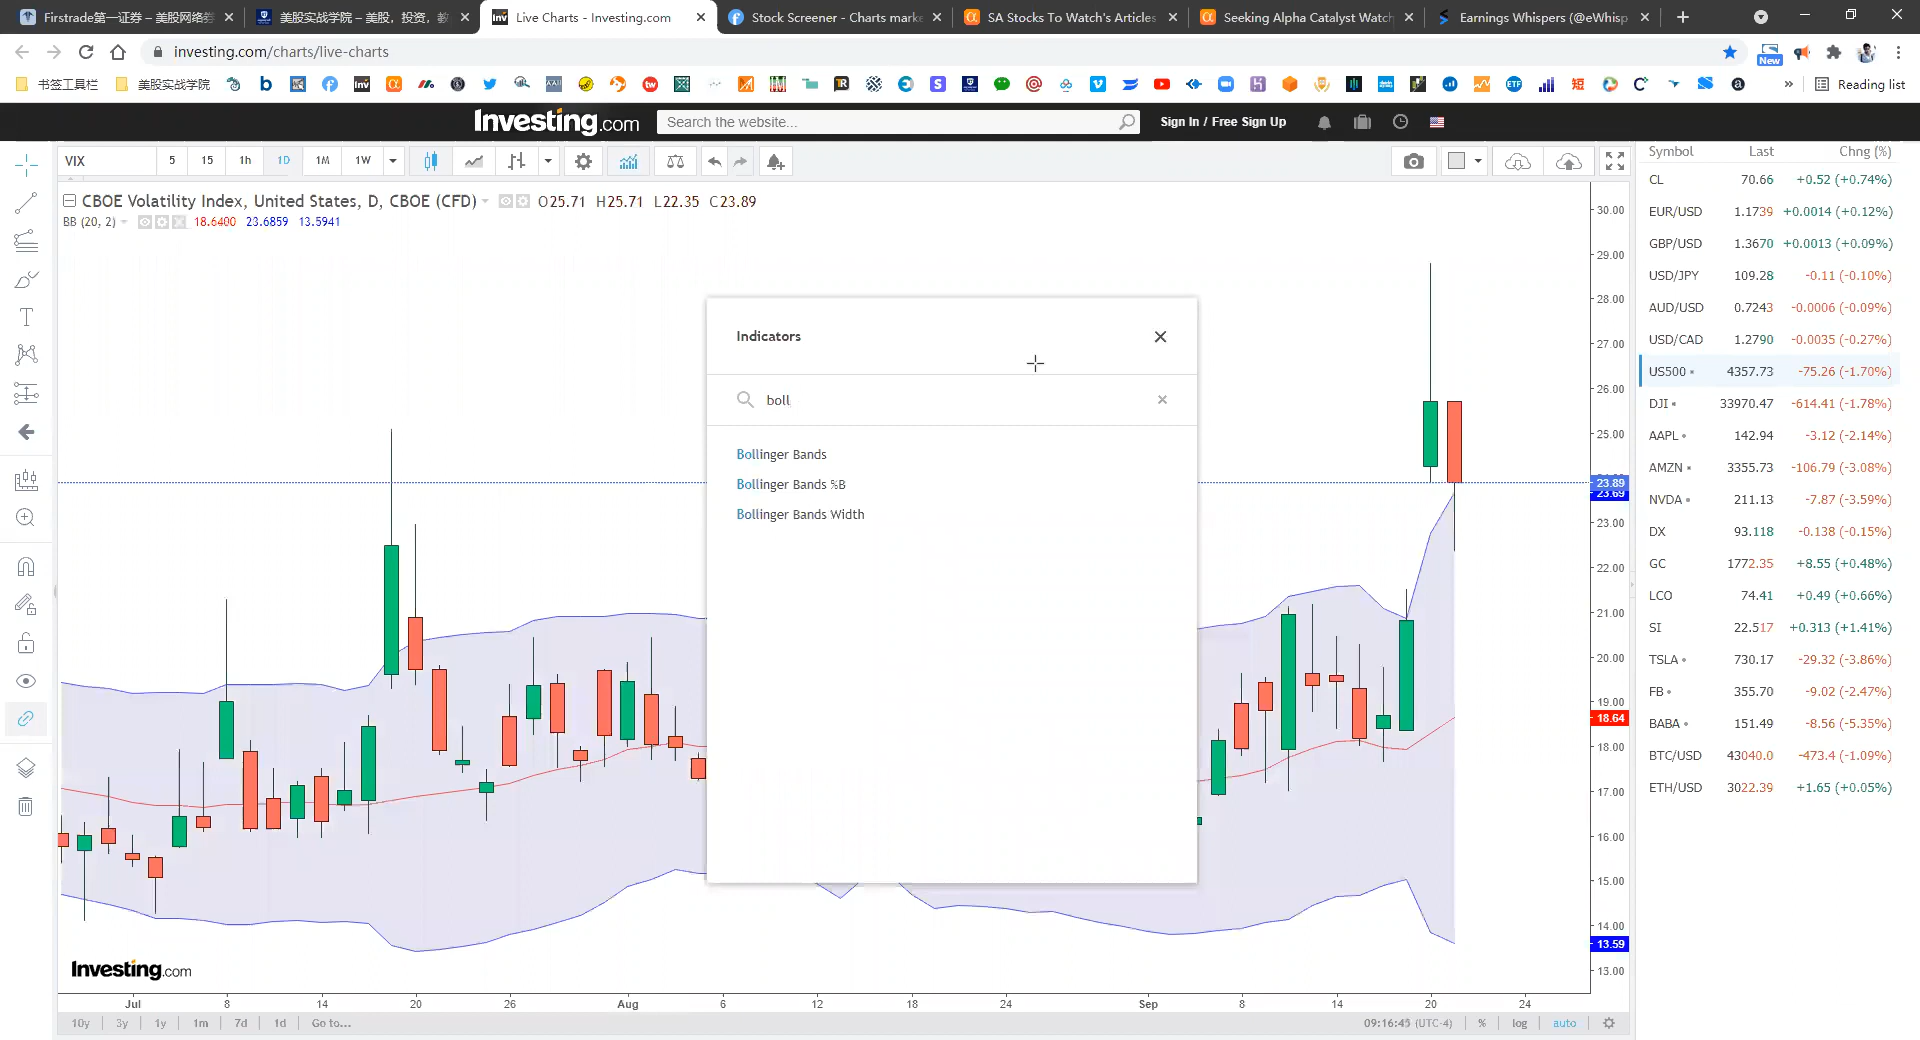 Firstrade第一证券 – 美股网络券
美股实战学院 – 美股，投资，教
Live Charts - Investing.com
Stock Screener - Charts marke
SA Stocks To Watch's Articles
Seeking Alpha Catalyst Watch
Earnings Whispers (@eWhisp
investing.com/charts/live-charts
New
书签工具栏
美股实战学院
Reading list
Investing.com
Search the website...
Sign In / Free Sign Up
VIX 5 15 1h 1D 1M 1W
CBOE Volatility Index, United States, D, CBOE (CFD) O25.71 H25.71 L22.35 C23.89
BB (20, 2) 18.6400 23.6859 13.5941
Indicators
boll
Bollinger Bands
Bollinger Bands %B
Bollinger Bands Width
30.00
29.00
28.00
27.00
26.00
25.00
23.89
23.69
23.00
22.00
21.00
20.00
19.00
18.64
18.00
17.00
16.00
15.00
14.00
13.59
13.00
Investing.com
Jul 8 14 20 26 Aug 6 12 18 24 Sep 8 14 20 24
10y 3y 1y 1m 7d 1d Go to...
09:16:45 (UTC-4) % log auto
Symbol Last Chng (%)
CL 70.66 +0.52 (+0.74%)
EUR/USD 1.1739 +0.0014 (+0.12%)
GBP/USD 1.3670 +0.0013 (+0.09%)
USD/JPY 109.28 -0.11 (-0.10%)
AUD/USD 0.7243 -0.0006 (-0.09%)
USD/CAD 1.2790 -0.0035 (-0.27%)
US500 4357.73 -75.26 (-1.70%)
DJI 33970.47 -614.41 (-1.78%)
AAPL 142.94 -3.12 (-2.14%)
AMZN 3355.73 -106.79 (-3.08%)
NVDA 211.13 -7.87 (-3.59%)
DX 93.118 -0.138 (-0.15%)
GC 1772.35 +8.55 (+0.48%)
LCO 74.41 +0.49 (+0.66%)
SI 22.517 +0.313 (+1.41%)
TSLA 730.17 -29.32 (-3.86%)
FB 355.70 -9.02 (-2.47%)
BABA 151.49 -8.56 (-5.35%)
BTC/USD 43040.0 -473.4 (-1.09%)
ETH/USD 3022.39 +1.65 (+0.05%)